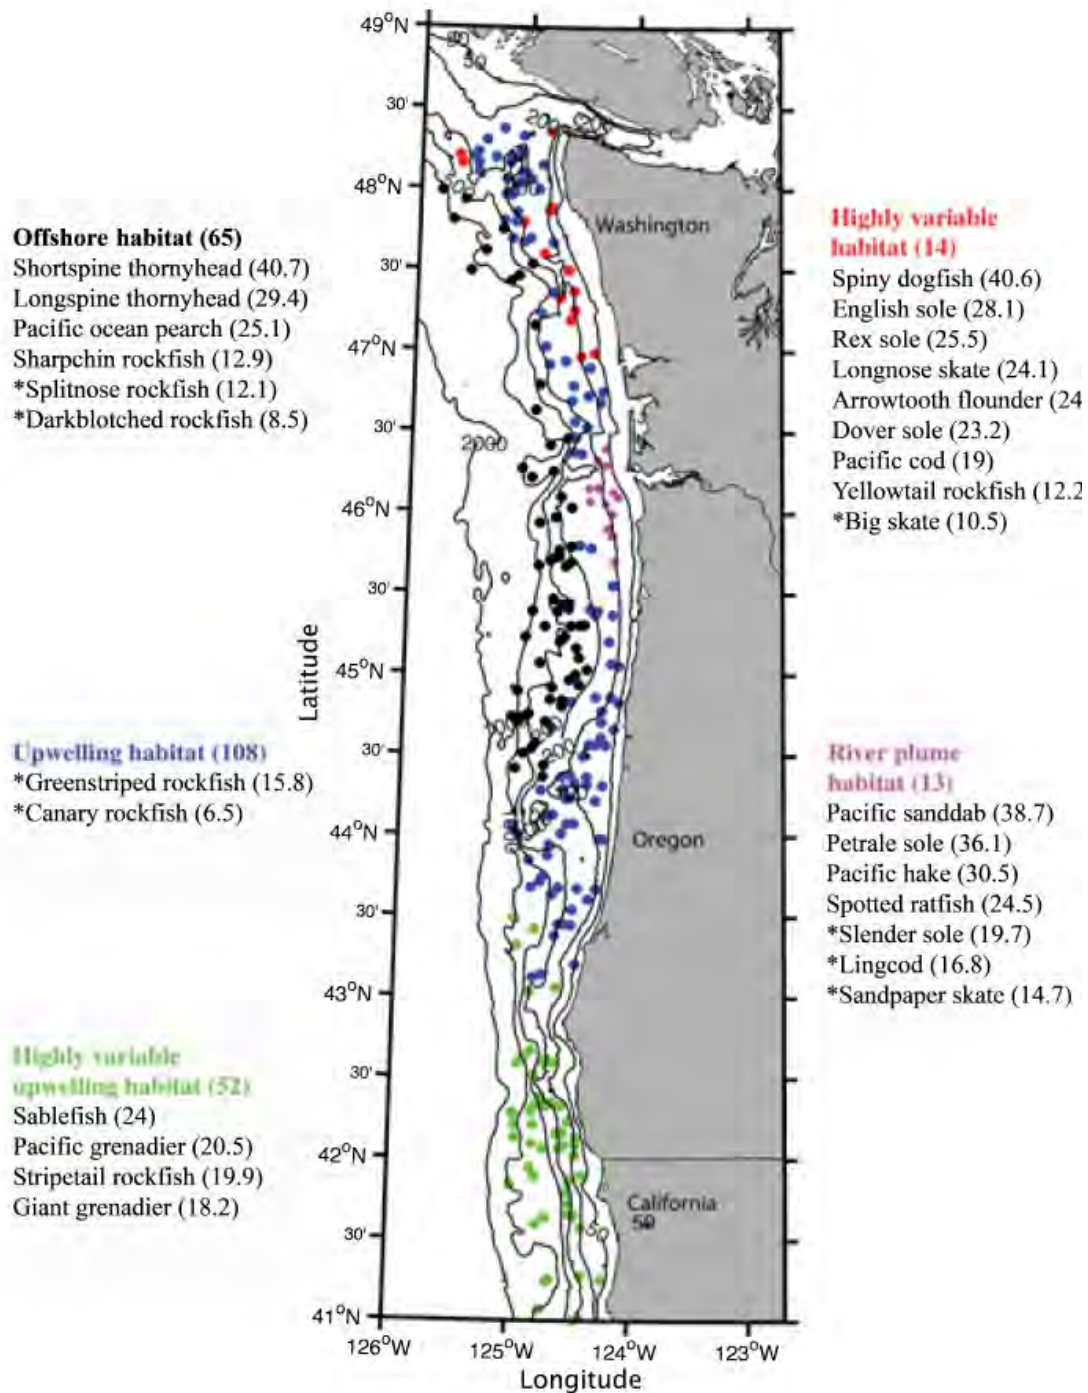 49°N
30'
48°N
30'
47°N
30'
46°N
30'
45°N
30'
44°N
30'
43°N
30'
42°N
30'
41°N
126°W
125°W
124°W
123°W
Latitude
Longitude
50
2000
Washington
Oregon
California
50
50
Offshore habitat (65)
Shortspine thornyhead (40.7)
Longspine thornyhead (29.4)
Pacific ocean pearch (25.1)
Sharpchin rockfish (12.9)
*Splitnose rockfish (12.1)
*Darkblotched rockfish (8.5)
Upwelling habitat (108)
*Greenstriped rockfish (15.8)
*Canary rockfish (6.5)
Highly variable
upwelling habitat (52)
Sablefish (24)
Pacific grenadier (20.5)
Stripetail rockfish (19.9)
Giant grenadier (18.2)
Highly variable
habitat (14)
Spiny dogfish (40.6)
English sole (28.1)
Rex sole (25.5)
Longnose skate (24.1)
Arrowtooth flounder (24
Dover sole (23.2)
Pacific cod (19)
Yellowtail rockfish (12.2
*Big skate (10.5)
River plume
habitat (13)
Pacific sanddab (38.7)
Petrale sole (36.1)
Pacific hake (30.5)
Spotted ratfish (24.5)
*Slender sole (19.7)
*Lingcod (16.8)
*Sandpaper skate (14.7)